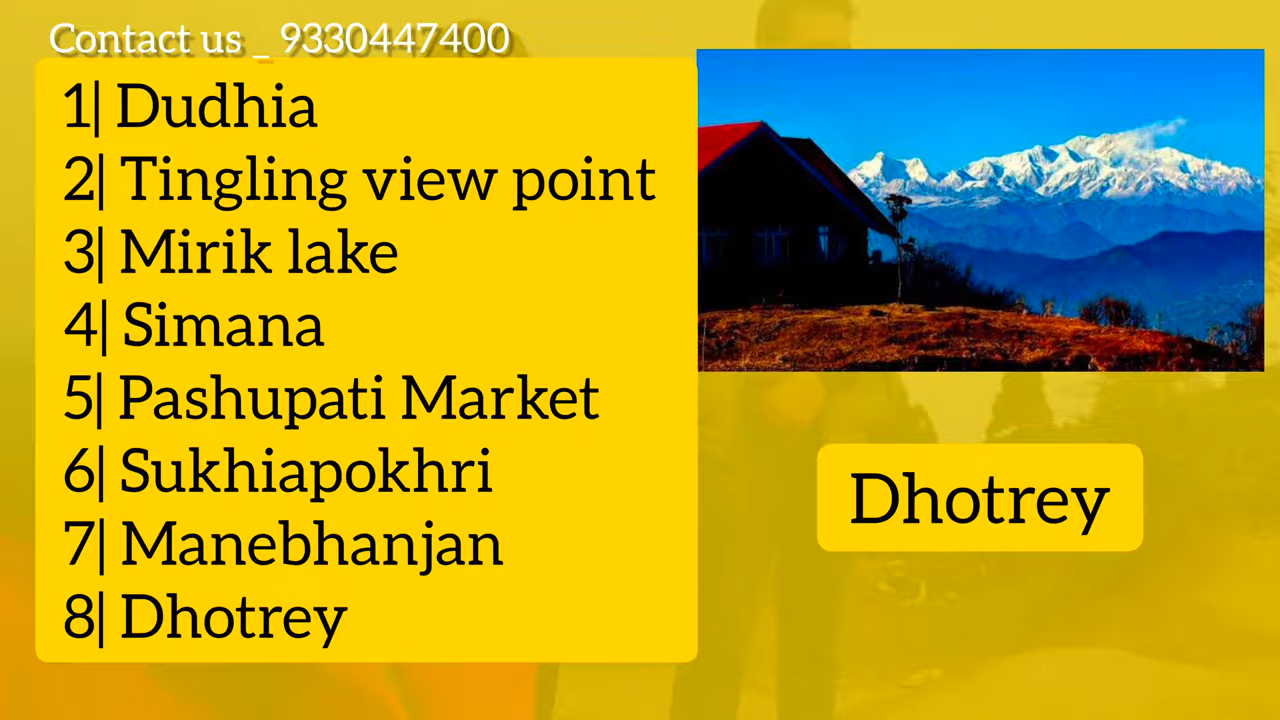 Contact us _ 9330447400
1| Dudhia
2| Tingling view point
3| Mirik lake
4| Simana
5| Pashupati Market
6| Sukhiapokhri
7| Manebhanjan
8| Dhotrey
Dhotrey